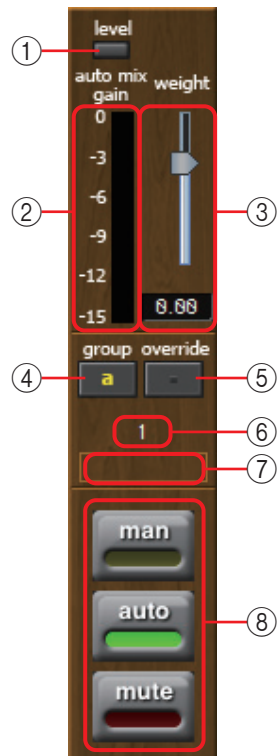 level
①
auto mix
gain
weight
0
-3
-6
-9
-12
-15
②
③
0.00
group override
④
a
-
⑤
1
⑥
⑦
man
auto
mute
⑧